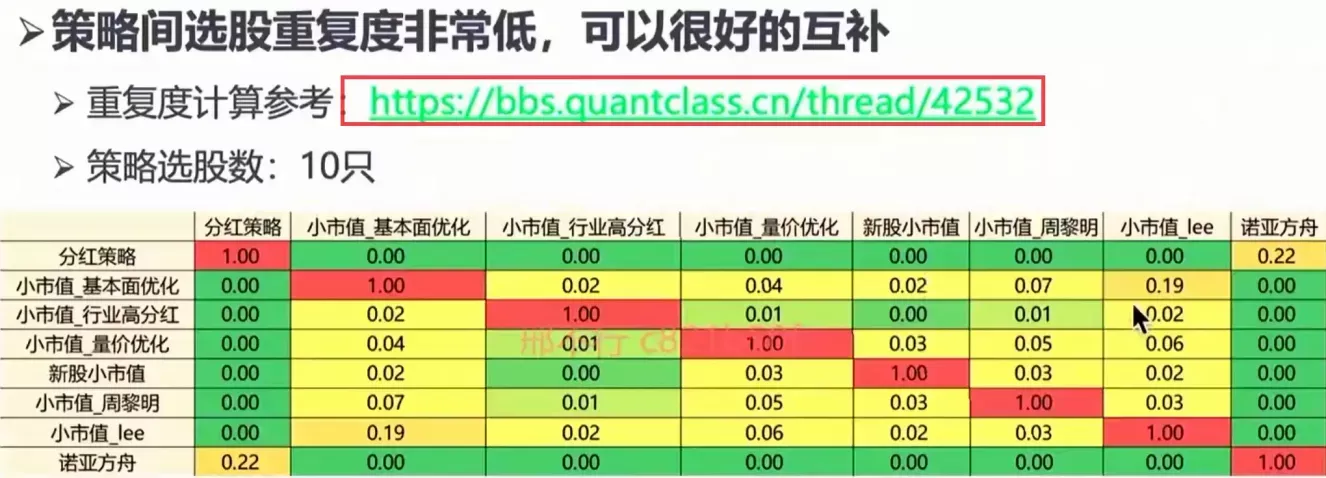 ➢策略间选股重复度非常低，可以很好的互补
➢ 重复度计算参考：https://bbs.quantclass.cn/thread/42532
➢ 策略选股数：10只
分红策略 小市值_基本面优化 小市值_行业高分红 小市值_量价优化 新股小市值 小市值_周黎明 小市值_lee 诺亚方舟
分红策略 1.00 0.00 0.00 0.00 0.00 0.00 0.00 0.22
小市值_基本面优化 0.00 1.00 0.02 0.04 0.02 0.07 0.19 0.00
小市值_行业高分红 0.00 0.02 1.00 0.01 0.00 0.01 0.02 0.00
小市值_量价优化 0.00 0.04 0.01 1.00 0.03 0.05 0.06 0.00
新股小市值 0.00 0.02 0.00 0.03 1.00 0.03 0.02 0.00
小市值_周黎明 0.00 0.07 0.01 0.05 0.03 1.00 0.03 0.00
小市值_lee 0.00 0.19 0.02 0.06 0.02 0.03 1.00 0.00
诺亚方舟 0.22 0.00 0.00 0.00 0.00 0.00 0.00 1.00